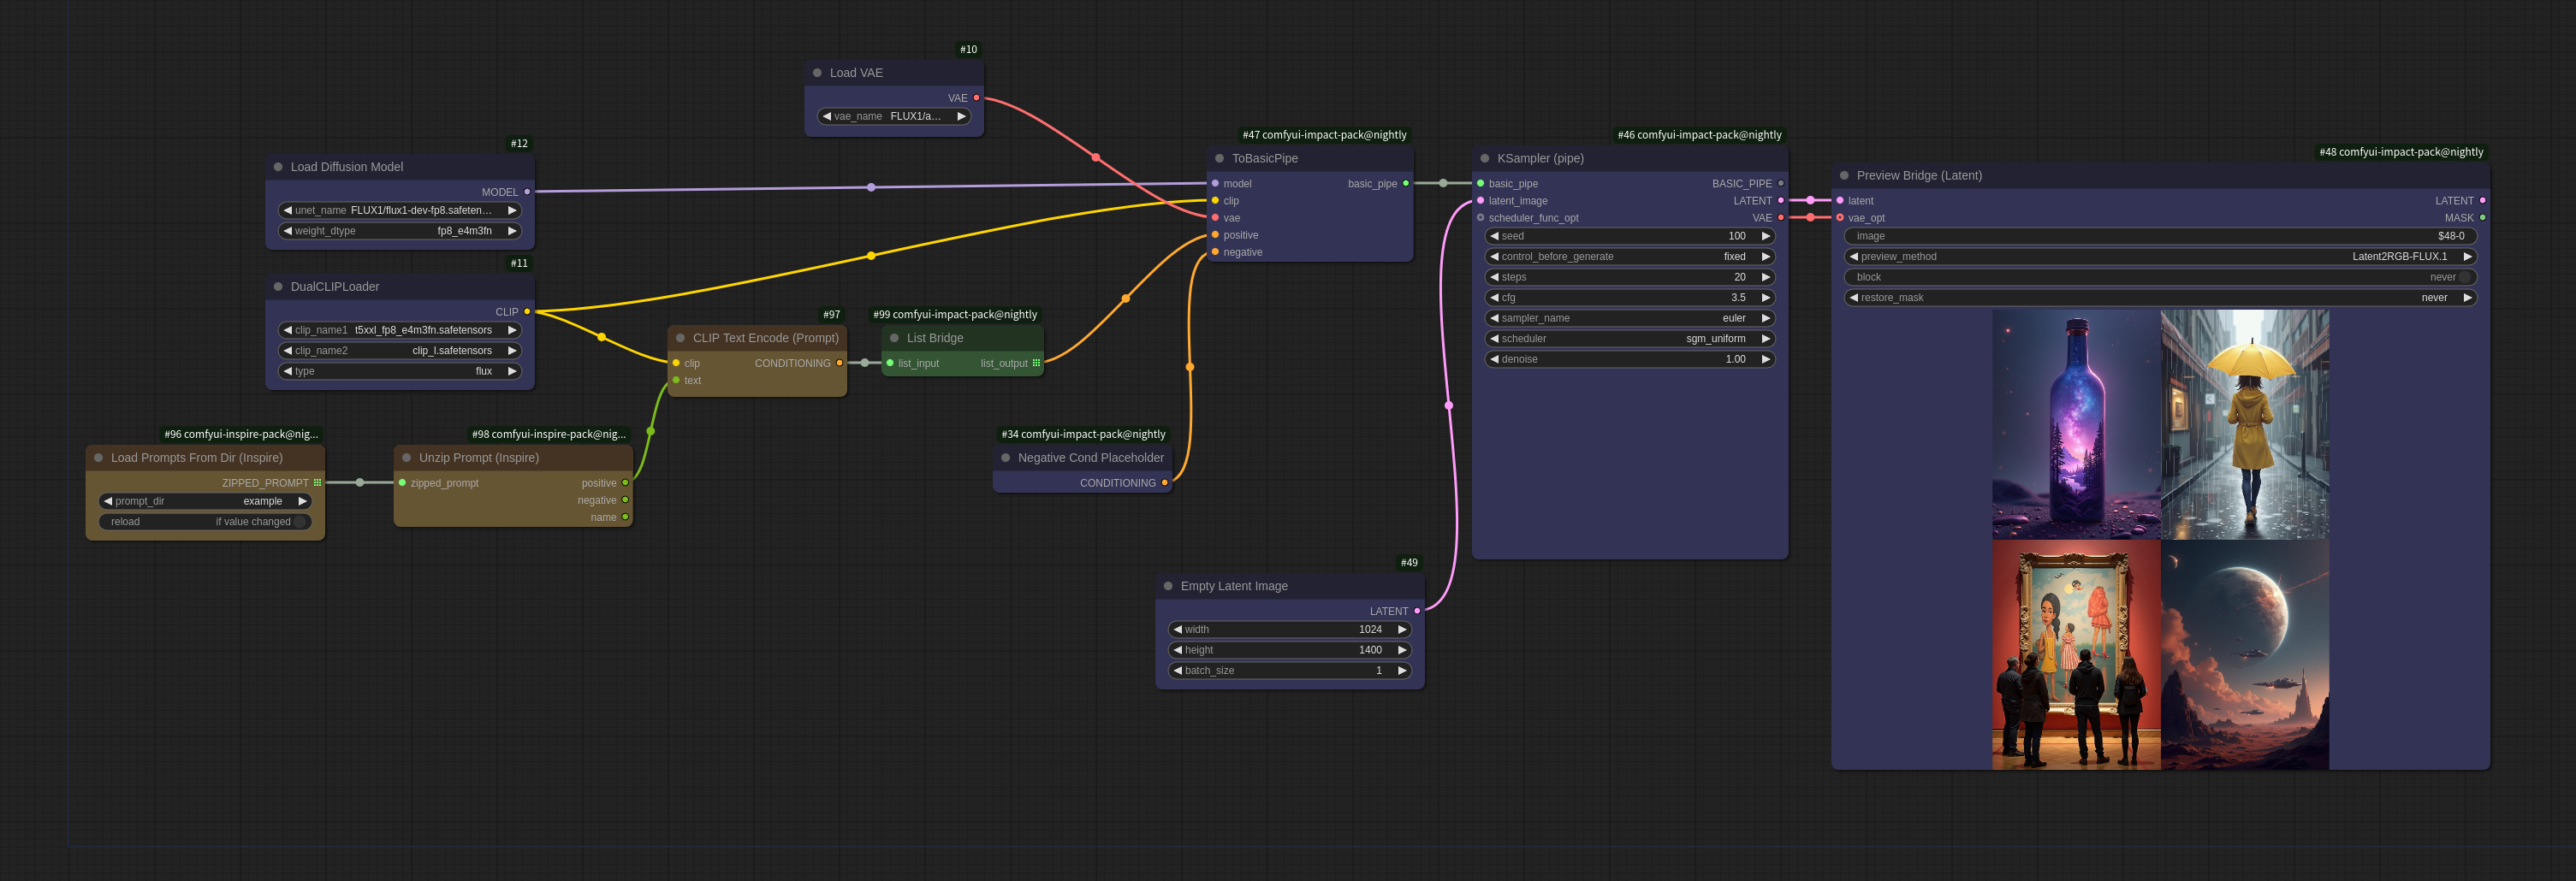 #10
Load VAE
VAE
vae_name FLUX1/a...
#12
Load Diffusion Model
MODEL
unet_name FLUX1/flux1-dev-fp8.safeten...
weight_dtype fp8_e4m3fn
#11
DualCLIPLoader
CLIP
clip_name1 t5xxl_fp8_e4m3fn.safetensors
clip_name2 clip_l.safetensors
type flux
#96 comfyui-inspire-pack@nig...
Load Prompts From Dir (Inspire)
ZIPPED_PROMPT
prompt_dir example
reload if value changed
#98 comfyui-inspire-pack@nig...
Unzip Prompt (Inspire)
zipped_prompt positive
negative
name
#97
CLIP Text Encode (Prompt)
clip CONDITIONING
text
#99 comfyui-impact-pack@nightly
List Bridge
list_input list_output
#34 comfyui-impact-pack@nightly
Negative Cond Placeholder
CONDITIONING
#47 comfyui-impact-pack@nightly
ToBasicPipe
model basic_pipe
clip
vae
positive
negative
#49
Empty Latent Image
LATENT
width 1024
height 1400
batch_size 1
#46 comfyui-impact-pack@nightly
KSampler (pipe)
basic_pipe BASIC_PIPE
latent_image LATENT
scheduler_func_opt VAE
seed 100
control_before_generate fixed
steps 20
cfg 3.5
sampler_name euler
scheduler sgm_uniform
denoise 1.00
#48 comfyui-impact-pack@nightly
Preview Bridge (Latent)
latent LATENT
vae_opt MASK
image $48-0
preview_method Latent2RGB-FLUX.1
block never
restore_mask never